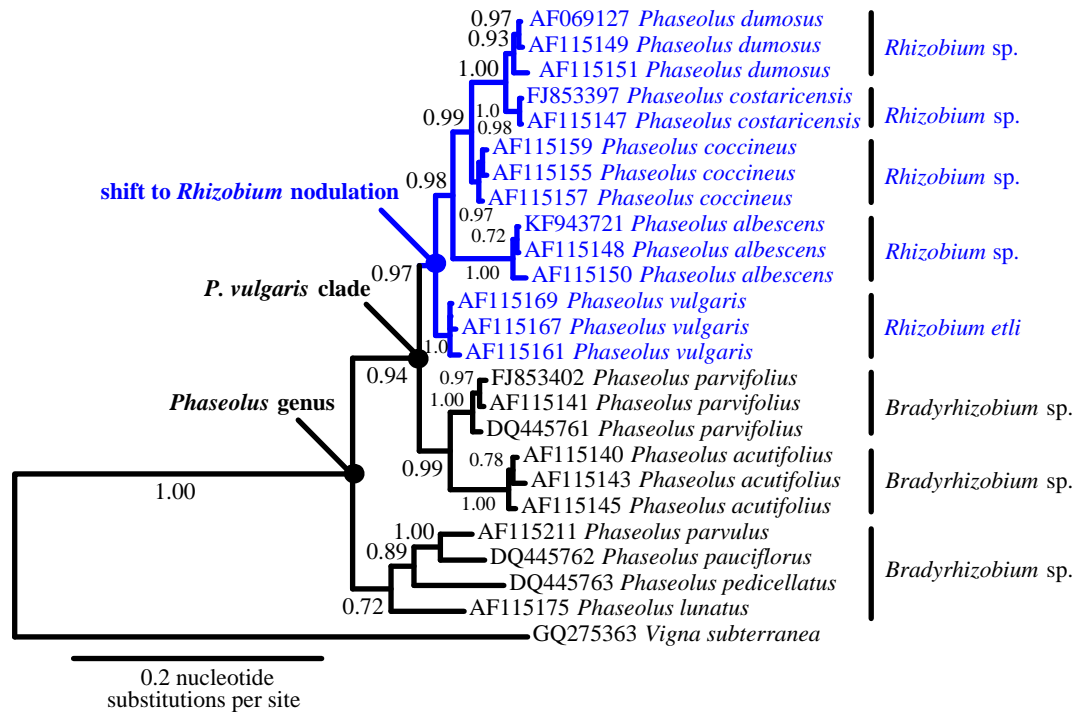 0.97
AF069127 Phaseolus dumosus
0.93
AF115149 Phaseolus dumosus
Rhizobium sp.
1.00
AF115151 Phaseolus dumosus
FJ853397 Phaseolus costaricensis
1.0
Rhizobium sp.
0.99
AF115147 Phaseolus costaricensis
0.98
AF115159 Phaseolus coccineus
AF115155 Phaseolus coccineus
Rhizobium sp.
shift to Rhizobium nodulation
0.98
AF115157 Phaseolus coccineus
0.97
KF943721 Phaseolus albescens
0.72
AF115148 Phaseolus albescens
Rhizobium sp.
0.97
1.00
AF115150 Phaseolus albescens
P. vulgaris clade
AF115169 Phaseolus vulgaris
AF115167 Phaseolus vulgaris
Rhizobium etli
1.0
AF115161 Phaseolus vulgaris
0.94
0.97
FJ853402 Phaseolus parvifolius
Phaseolus genus
1.00
AF115141 Phaseolus parvifolius
Bradyrhizobium sp.
DQ445761 Phaseolus parvifolius
0.99
0.78
AF115140 Phaseolus acutifolius
AF115143 Phaseolus acutifolius
Bradyrhizobium sp.
1.00
1.00
AF115145 Phaseolus acutifolius
1.00
AF115211 Phaseolus parvulus
0.89
DQ445762 Phaseolus pauciflorus
Bradyrhizobium sp.
DQ445763 Phaseolus pedicellatus
0.72
AF115175 Phaseolus lunatus
GQ275363 Vigna subterranea
0.2 nucleotide
substitutions per site